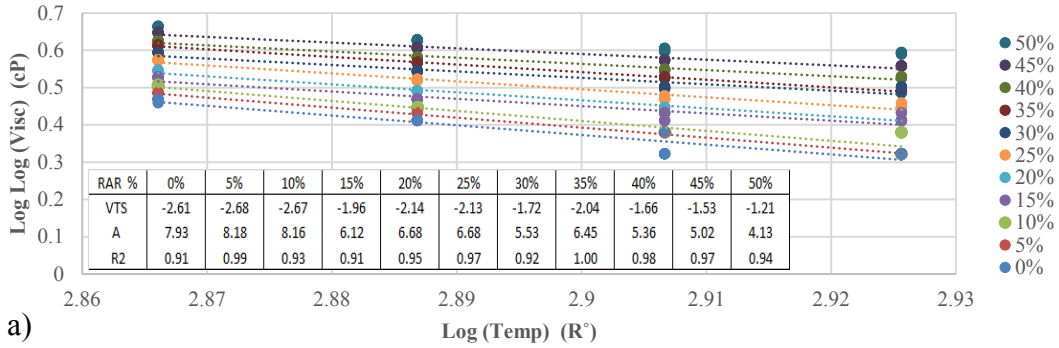 0.7
0.6
0.5
0.4
0.3
0.2
0.1
0
Log Log (Visc) (cP)
RAR % 0% 5% 10% 15% 20% 25% 30% 35% 40% 45% 50%
VTS -2.61 -2.68 -2.67 -1.96 -2.14 -2.13 -1.72 -2.04 -1.66 -1.53 -1.21
A 7.93 8.18 8.16 6.12 6.68 6.68 5.53 6.45 5.36 5.02 4.13
R2 0.91 0.99 0.93 0.91 0.95 0.97 0.92 1.00 0.98 0.97 0.94
2.86 2.87 2.88 2.89 2.9 2.91 2.92 2.93
Log (Temp) (R°)
50%
45%
40%
35%
30%
25%
20%
15%
10%
5%
0%
a)